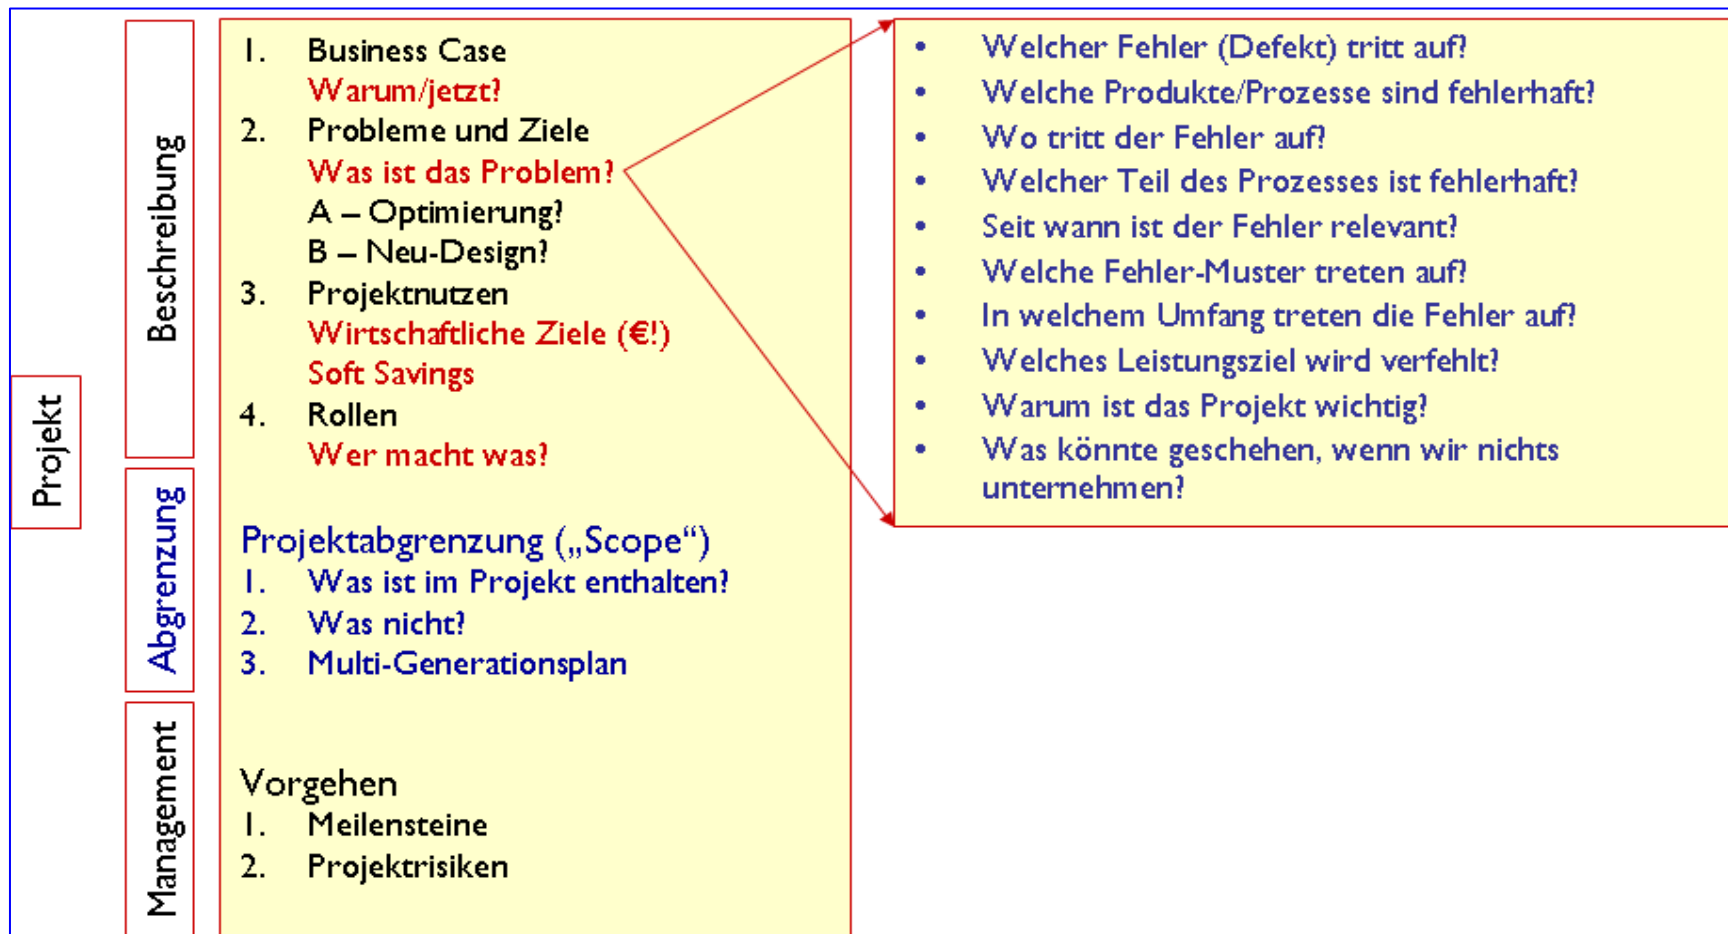 Projekt
Beschreibung
1. Business Case
Warum/jetzt?
2. Probleme und Ziele
Was ist das Problem?
A – Optimierung?
B – Neu-Design?
3. Projektnutzen
Wirtschaftliche Ziele (€!)
Soft Savings
4. Rollen
Wer macht was?
Abgrenzung
Projektabgrenzung („Scope“)
1. Was ist im Projekt enthalten?
2. Was nicht?
3. Multi-Generationsplan
Management
Vorgehen
1. Meilensteine
2. Projektrisiken
• Welcher Fehler (Defekt) tritt auf?
• Welche Produkte/Prozesse sind fehlerhaft?
• Wo tritt der Fehler auf?
• Welcher Teil des Prozesses ist fehlerhaft?
• Seit wann ist der Fehler relevant?
• Welche Fehler-Muster treten auf?
• In welchem Umfang treten die Fehler auf?
• Welches Leistungsziel wird verfehlt?
• Warum ist das Projekt wichtig?
• Was könnte geschehen, wenn wir nichts
unternehmen?